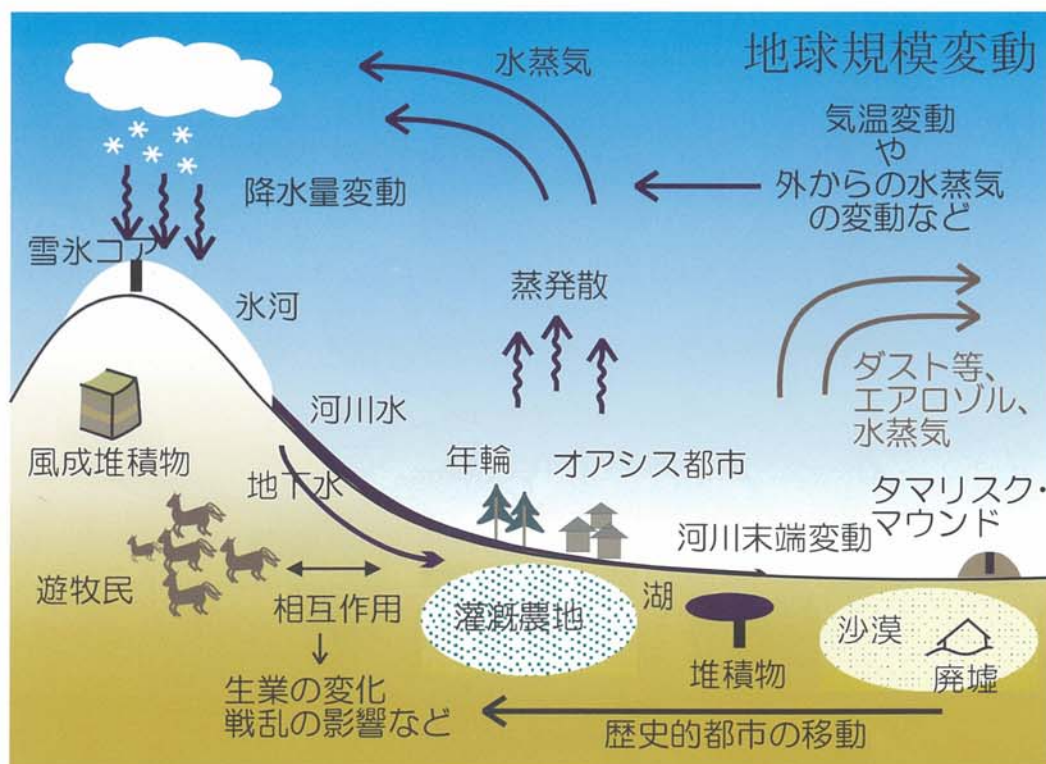 地球規模変動
水蒸気
気温変動
や
外からの水蒸気
の変動など
降水量変動
雪氷コア
氷河
蒸発散
ダスト等、
エアロゾル、
水蒸気
河川水
風成堆積物
地下水
年輪
オアシス都市
タマリスク・
マウンド
河川末端変動
遊牧民
相互作用
灌漑農地
湖
堆積物
沙漠
廃墟
生業の変化
戦乱の影響など
歴史的都市の移動